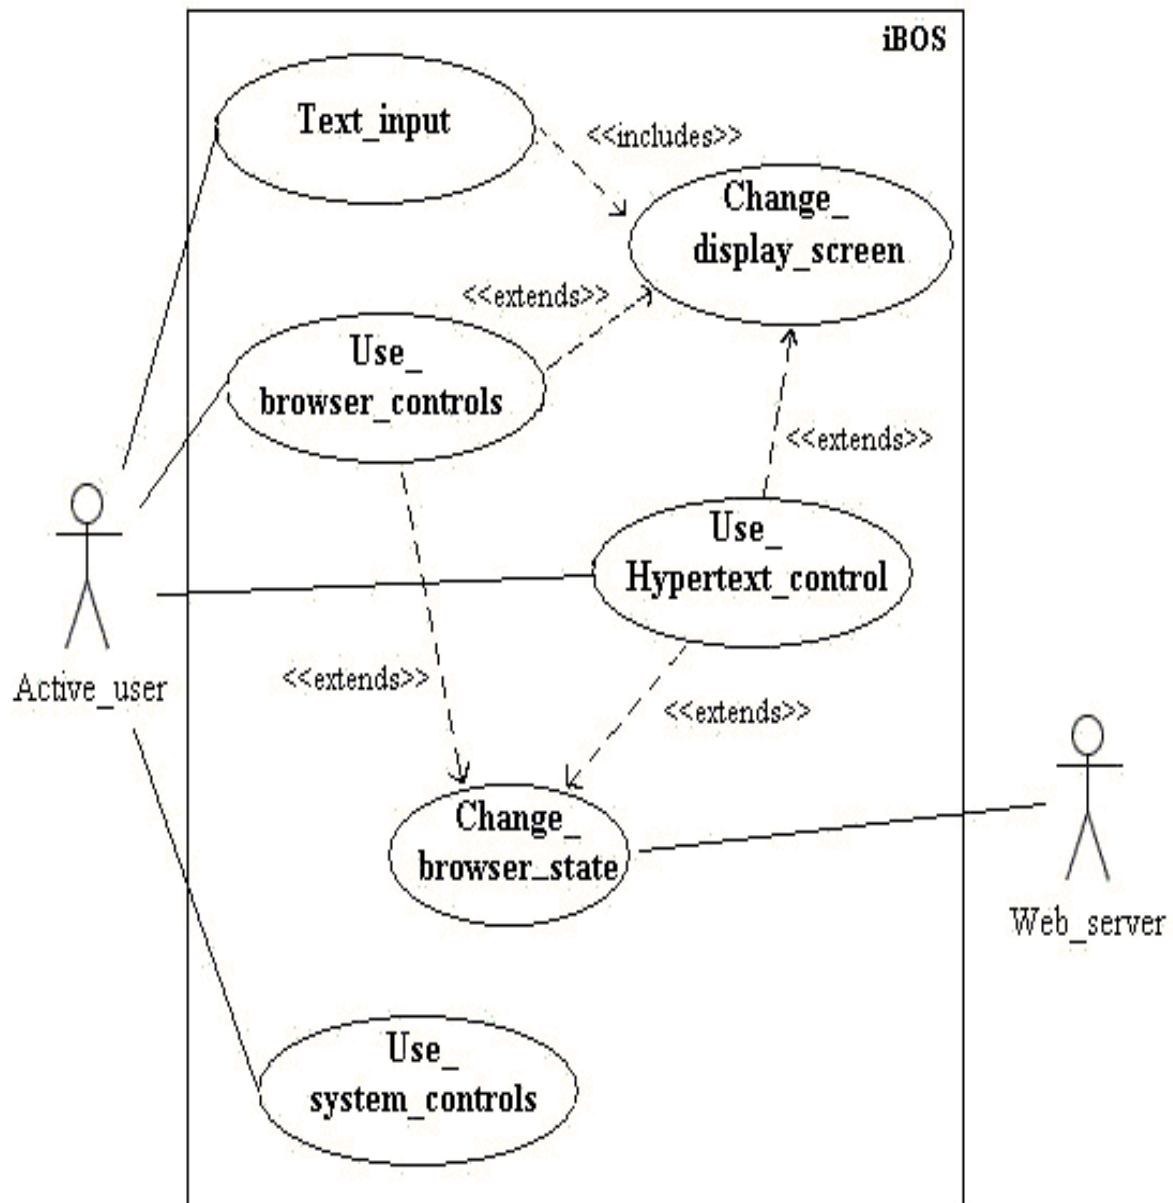 iBOS
Text_input
<<includes>>
Change_
display_screen
<<extends>>
Use_
browser_controls
<<extends>>
Use_
Hypertext_control
Active_user
<<extends>>
<<extends>>
Change_
browser_state
Web_server
Use_
system_controls